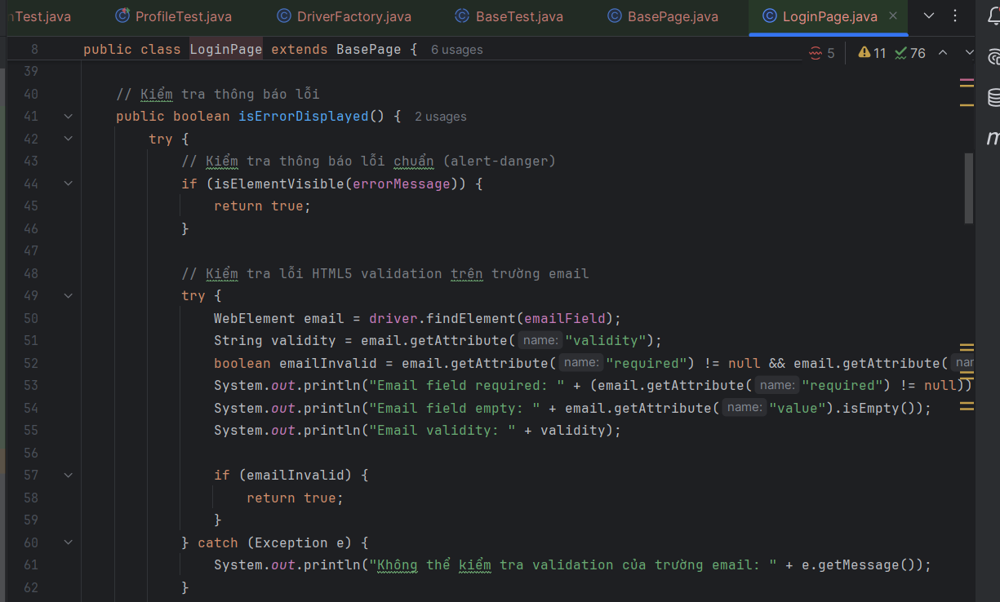 Test.java ProfileTest.java DriverFactory.java BaseTest.java BasePage.java LoginPage.java
8 public class LoginPage extends BasePage { 6 usages 5 11 76
39
40 // Kiểm tra thông báo lỗi
41 public boolean isErrorDisplayed() { 2 usages
42 try {
43 // Kiểm tra thông báo lỗi chuẩn (alert-danger)
44 if (isElementVisible(errorMessage)) {
45 return true;
46 }
47
48 // Kiểm tra lỗi HTML5 validation trên trường email
49 try {
50 WebElement email = driver.findElement(emailField);
51 String validity = email.getAttribute( name: "validity");
52 boolean emailInvalid = email.getAttribute( name: "required") != null && email.getAttribute(
53 System.out.println("Email field required: " + (email.getAttribute( name: "required") != null))
54 System.out.println("Email field empty: " + email.getAttribute( name: "value").isEmpty());
55 System.out.println("Email validity: " + validity);
56
57 if (emailInvalid) {
58 return true;
59 }
60 } catch (Exception e) {
61 System.out.println("Không thể kiểm tra validation của trường email: " + e.getMessage());
62 }